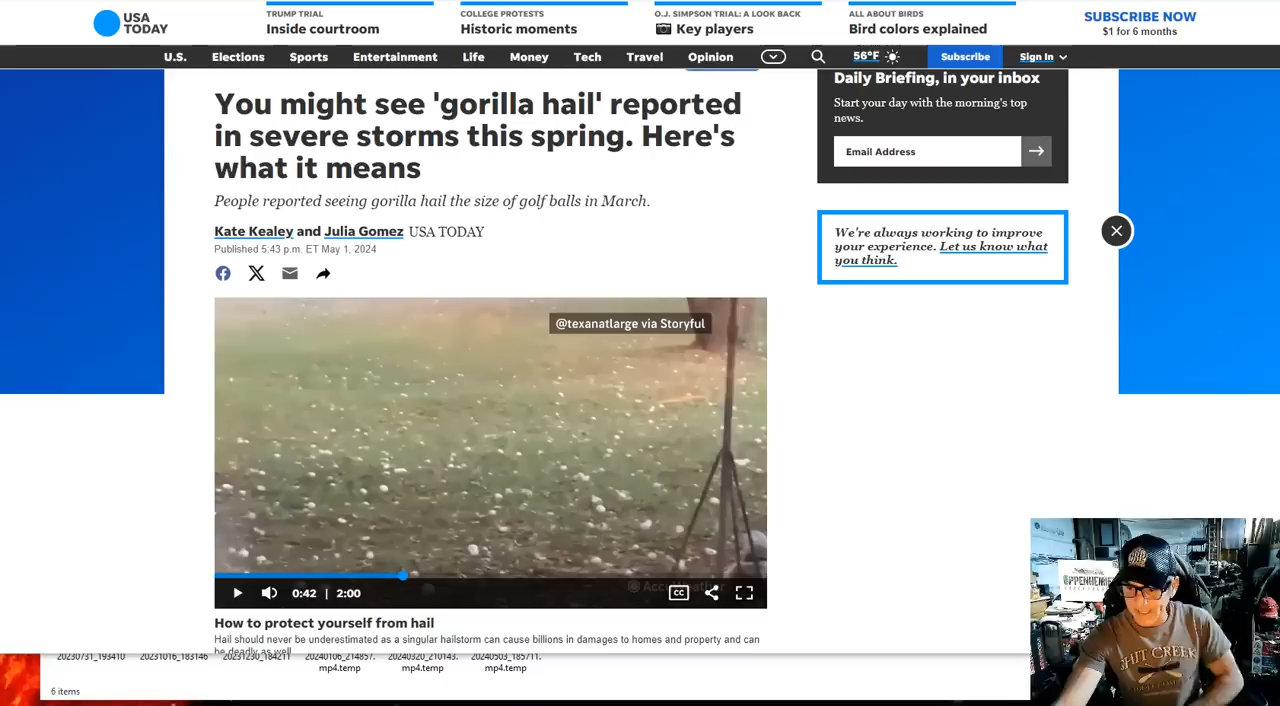 USA
TODAY
TRUMP TRIAL
Inside courtroom
COLLEGE PROTESTS
Historic moments
O.J. SIMPSON TRIAL: A LOOK BACK
Key players
ALL ABOUT BIRDS
Bird colors explained
SUBSCRIBE NOW
$1 for 6 months
U.S. Elections Sports Entertainment Life Money Tech Travel Opinion 56°F Subscribe Sign In
You might see 'gorilla hail' reported
in severe storms this spring. Here's
what it means
People reported seeing gorilla hail the size of golf balls in March.
Kate Kealey and Julia Gomez USA TODAY
Published 5:43 p.m. ET May 1, 2024
Daily Briefing, in your inbox
Start your day with the morning's top
news.
Email Address
We're always working to improve
your experience. Let us know what
you think.
@texanatlarge via Storyful
AccuWeather
0:42 | 2:00
CC
How to protect yourself from hail
Hail should never be underestimated as a singular hailstorm can cause billions in damages to homes and property and can
be deadly as well
20230731_193410 20231016_183146 20231230_184211 20240106_214857. 20240320_210143. 20240503_185711.
mp4.temp mp4.temp mp4.temp
6 items